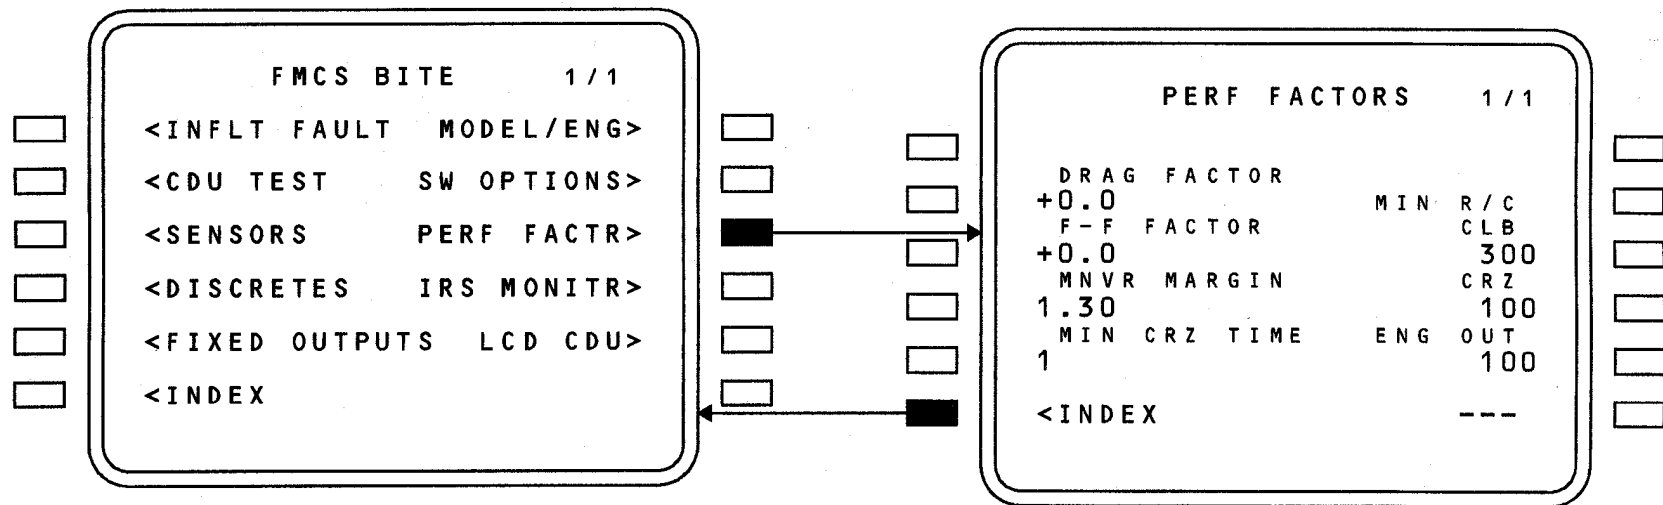 FMCS BITE 1/1
<INFLT FAULT MODEL/ENG>
<CDU TEST SW OPTIONS>
<SENSORS PERF FACTR>
<DISCRETES IRS MONITR>
<FIXED OUTPUTS LCD CDU>
<INDEX
PERF FACTORS 1/1
DRAG FACTOR
+0.0 MIN R/C
F-F FACTOR CLB
+0.0 300
MNVR MARGIN CRZ
1.30 100
MIN CRZ TIME ENG OUT
1 100
<INDEX ---